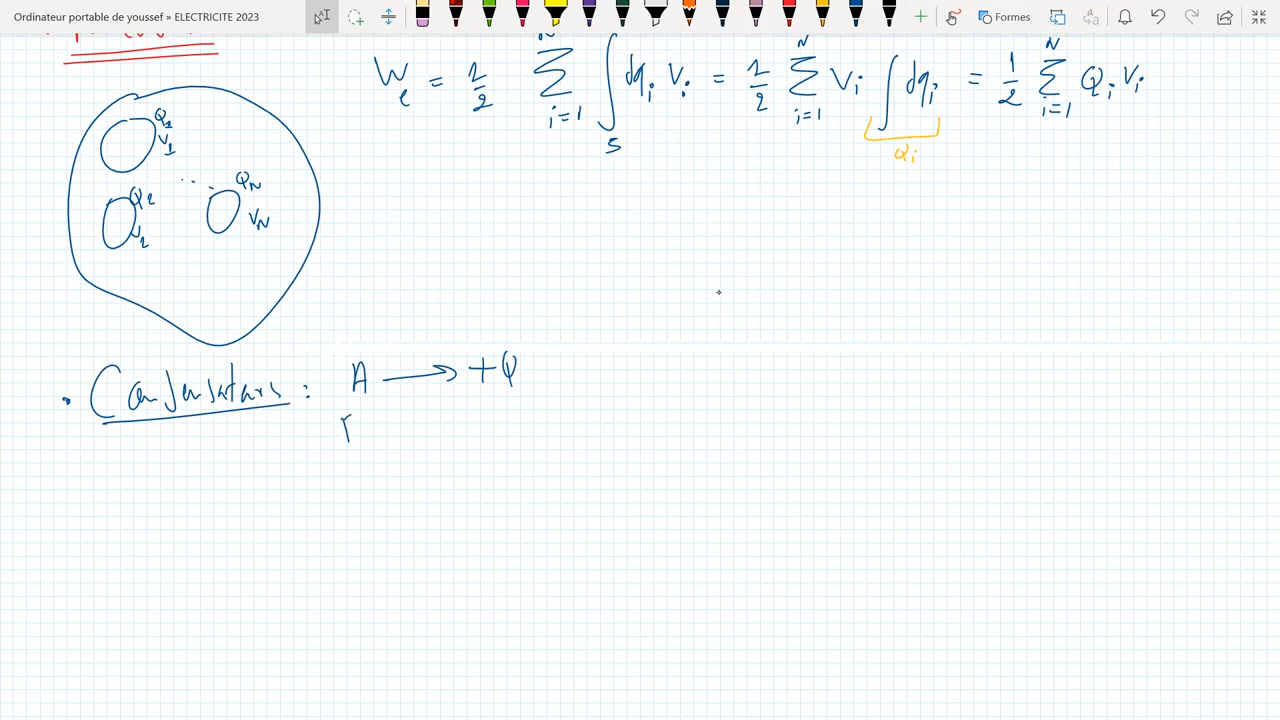 Ordinateur portable de youssef » ELECTRICITE 2023
Formes
W_e = 1/2 Σ_{i=1}^{N} ∫_S dq_i V_i = 1/2 Σ_{i=1}^{N} V_i ∫ dq_i = 1/2 Σ_{i=1}^{N} Q_i V_i
Q_i
Q_1
V_1
Q_2
V_2
...
Q_N
V_N
. Condensateurs : A → +Q